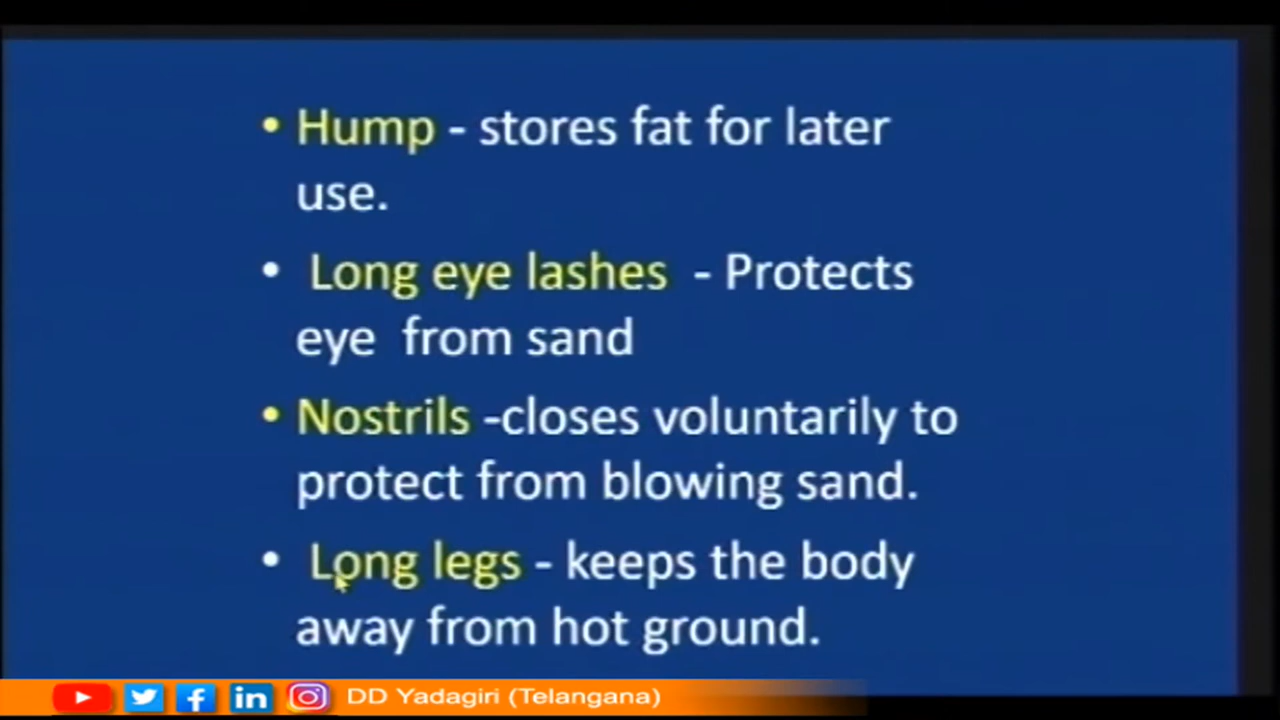 • Hump - stores fat for later
use.
• Long eye lashes - Protects
eye from sand
• Nostrils -closes voluntarily to
protect from blowing sand.
• Long legs - keeps the body
away from hot ground.
DD Yadagiri (Telangana)